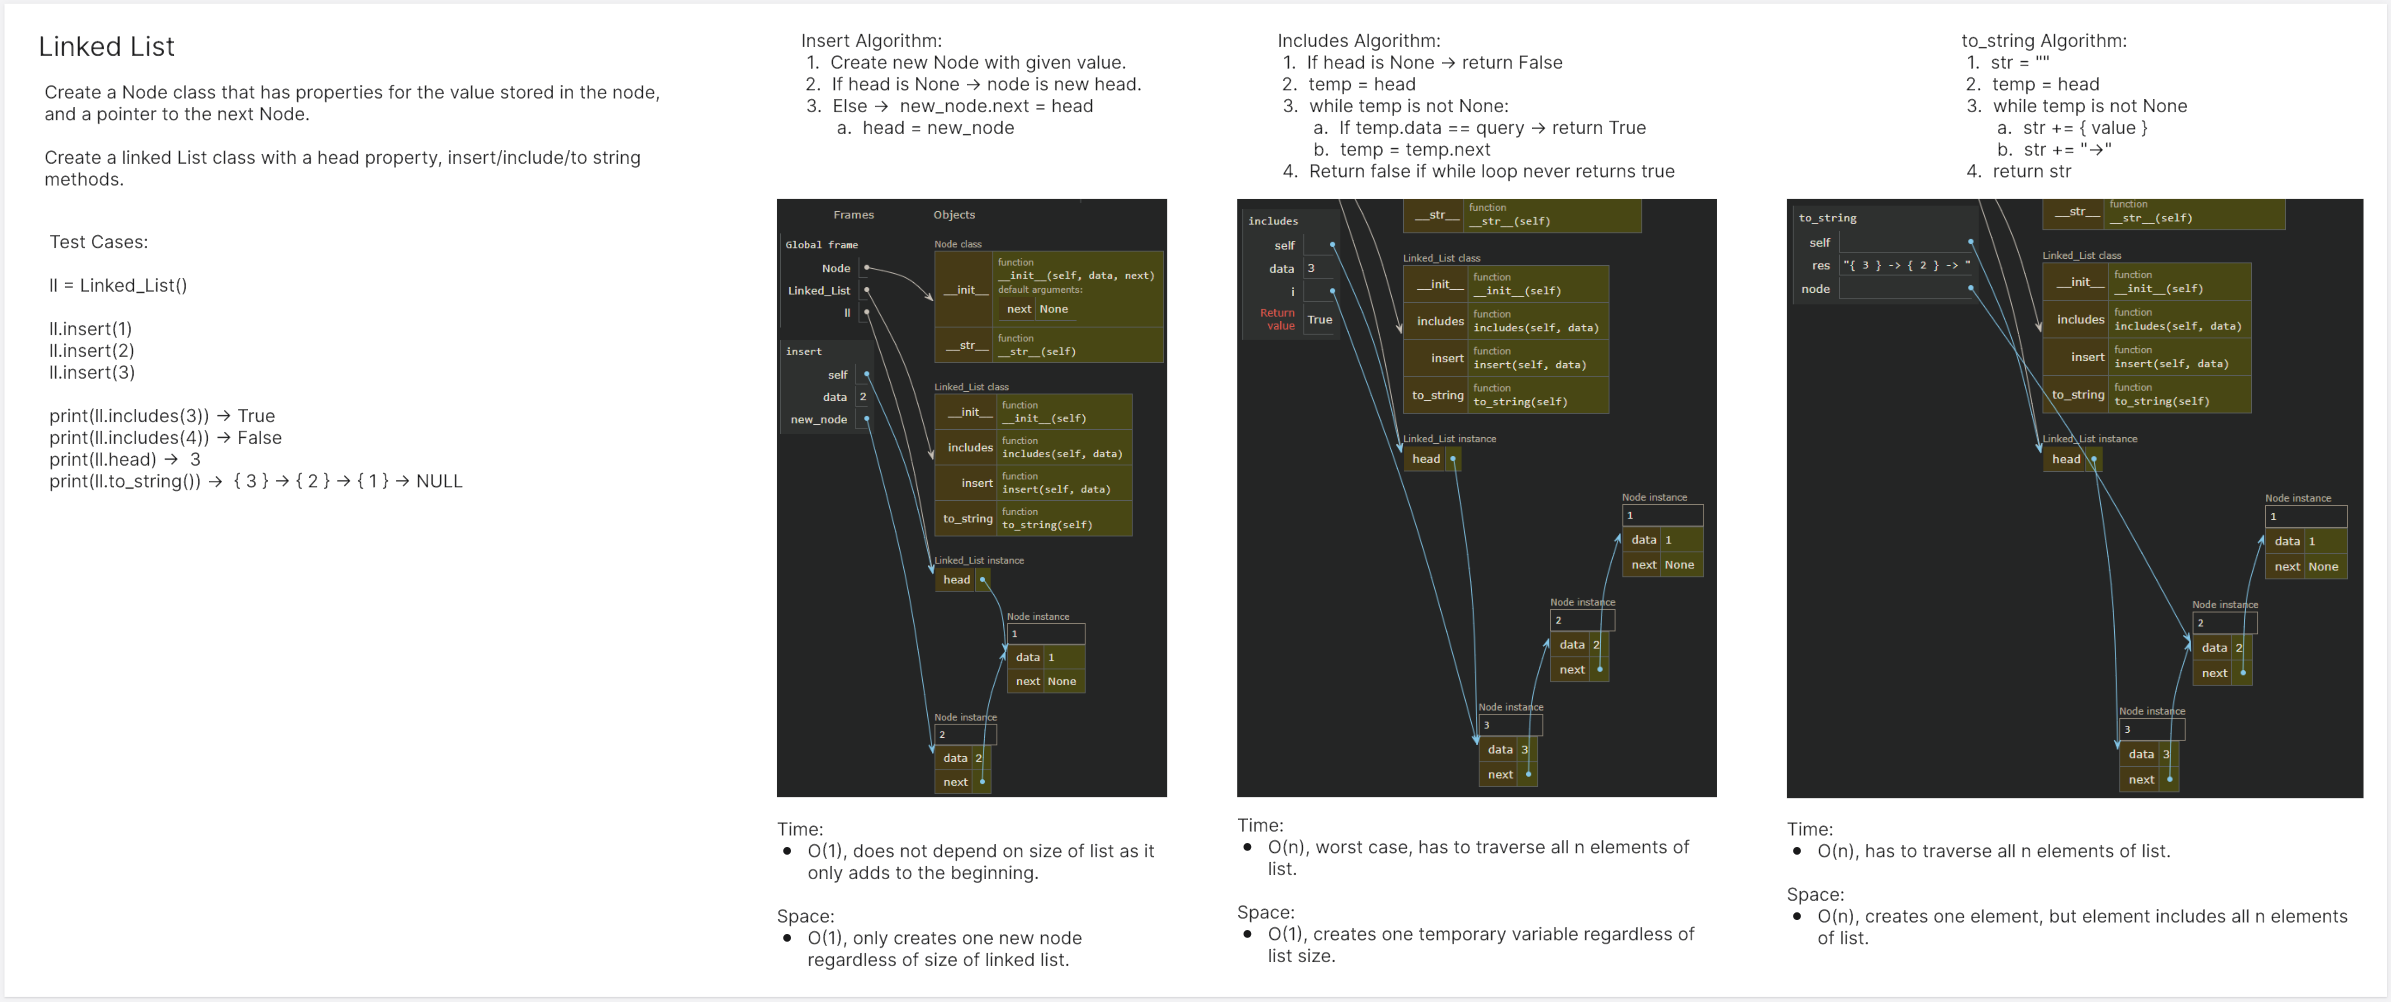 Linked List
Create a Node class that has properties for the value stored in the node,
and a pointer to the next Node.
Create a linked List class with a head property, insert/include/to string
methods.
Test Cases:
ll = Linked_List()
ll.insert(1)
ll.insert(2)
ll.insert(3)
print(ll.includes(3)) → True
print(ll.includes(4)) → False
print(ll.head) → 3
print(ll.to_string()) → { 3 } → { 2 } → { 1 } → NULL
Insert Algorithm:
1. Create new Node with given value.
2. If head is None → node is new head.
3. Else → new_node.next = head
a. head = new_node
Frames Objects
Global frame
Node
Linked_List
ll
insert
self
data 2
new_node
Node class
__init__
function
__init__(self, data, next)
default arguments:
next None
__str__
function
__str__(self)
Linked_List class
__init__
function
__init__(self)
includes
function
includes(self, data)
insert
function
insert(self, data)
to_string
function
to_string(self)
Linked_List instance
head
Node instance
1
data 1
next None
Node instance
2
data 2
next
Time:
• O(1), does not depend on size of list as it
only adds to the beginning.
Space:
• O(1), only creates one new node
regardless of size of linked list.
Includes Algorithm:
1. If head is None → return False
2. temp = head
3. while temp is not None:
a. If temp.data == query → return True
b. temp = temp.next
4. Return false if while loop never returns true
includes
self
data 3
i
Return
value True
__str__
function
__str__(self)
Linked_List class
__init__
function
__init__(self)
includes
function
includes(self, data)
insert
function
insert(self, data)
to_string
function
to_string(self)
Linked_List instance
head
Node instance
1
data 1
next None
Node instance
2
data 2
next
Node instance
3
data 3
next
Time:
• O(n), worst case, has to traverse all n elements of
list.
Space:
• O(1), creates one temporary variable regardless of
list size.
to_string Algorithm:
1. str = ""
2. temp = head
3. while temp is not None
a. str += { value }
b. str += "→"
4. return str
to_string
self
res "{ 3 } -> { 2 } -> "
node
__str__
function
__str__(self)
Linked_List class
__init__
function
__init__(self)
includes
function
includes(self, data)
insert
function
insert(self, data)
to_string
function
to_string(self)
Linked_List instance
head
Node instance
1
data 1
next None
Node instance
2
data 2
next
Node instance
3
data 3
next
Time:
• O(n), has to traverse all n elements of list.
Space:
• O(n), creates one element, but element includes all n elements
of list.